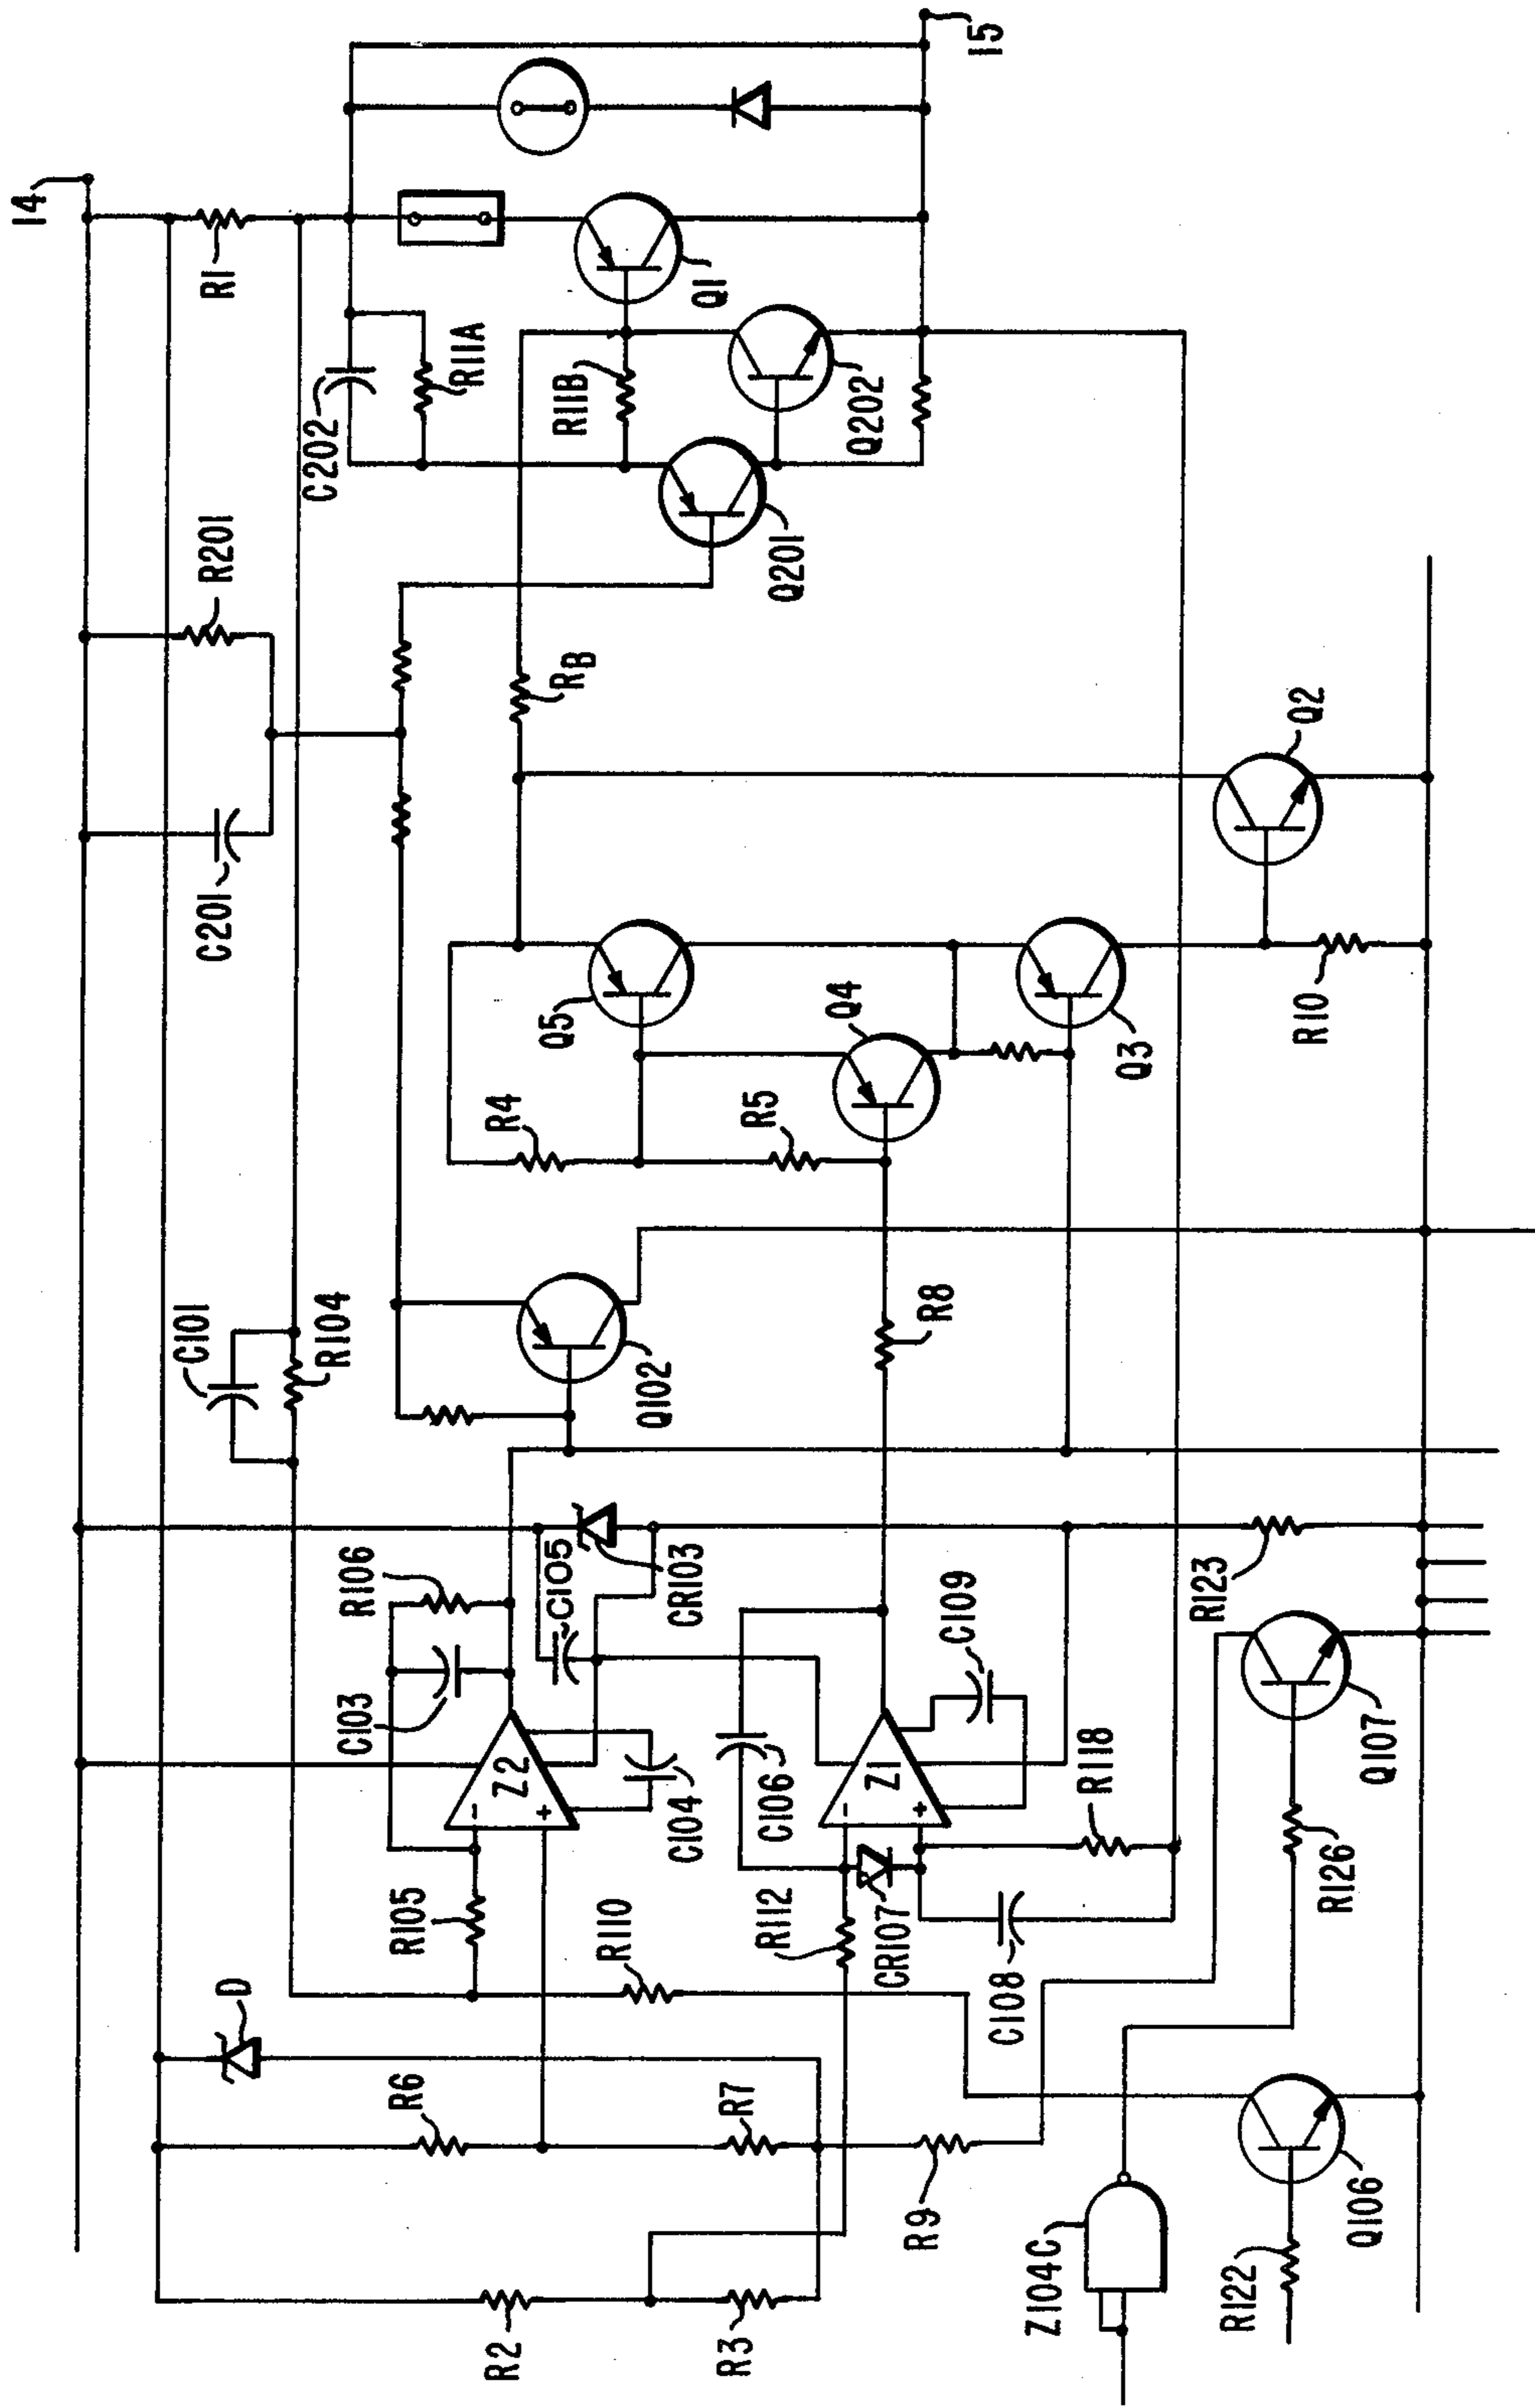 14
R1
15
C202
R11A
R11B
Q1
Q202
Q201
R201
C201
RB
Q2
Q5
Q4
Q3
R10
R4
R5
C101
R104
Q102
R8
R106
C103
C105
CR103
Z2
- +
C104
R105
R110
C106
Z1
- +
C109
R112
CR107
C108
R118
R123
Q107
R126
D
R6
R7
R9
R2
R3
Z104C
R122
Q106